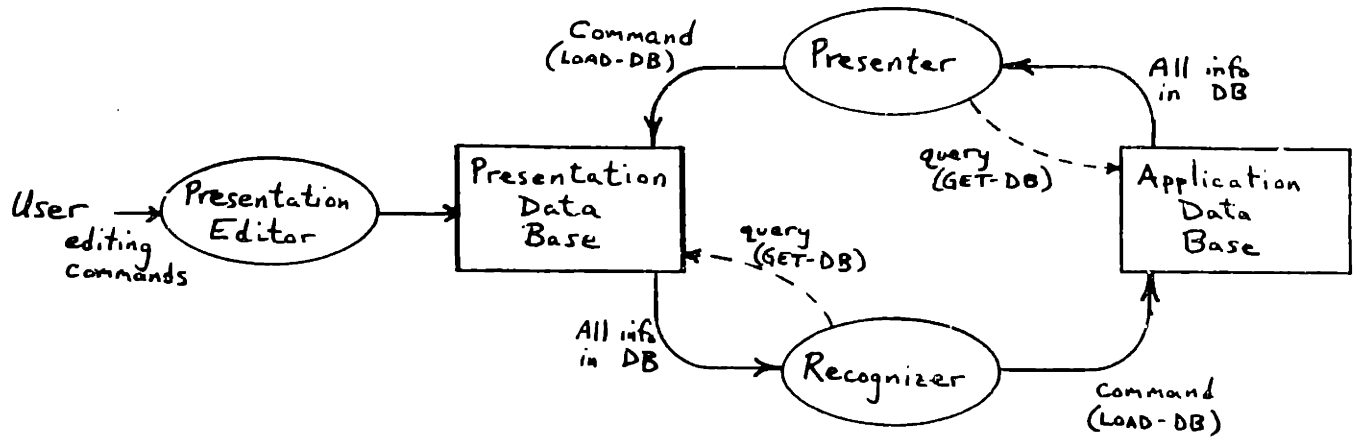 Command
(LOAD-DB)
Presenter
All info
in DB
query
(GET-DB)
User
editing
commands
Presentation
Editor
Presentation
Data
Base
query
(GET-DB)
Application
Data
Base
All info
in DB
Recognizer
Command
(LOAD-DB)